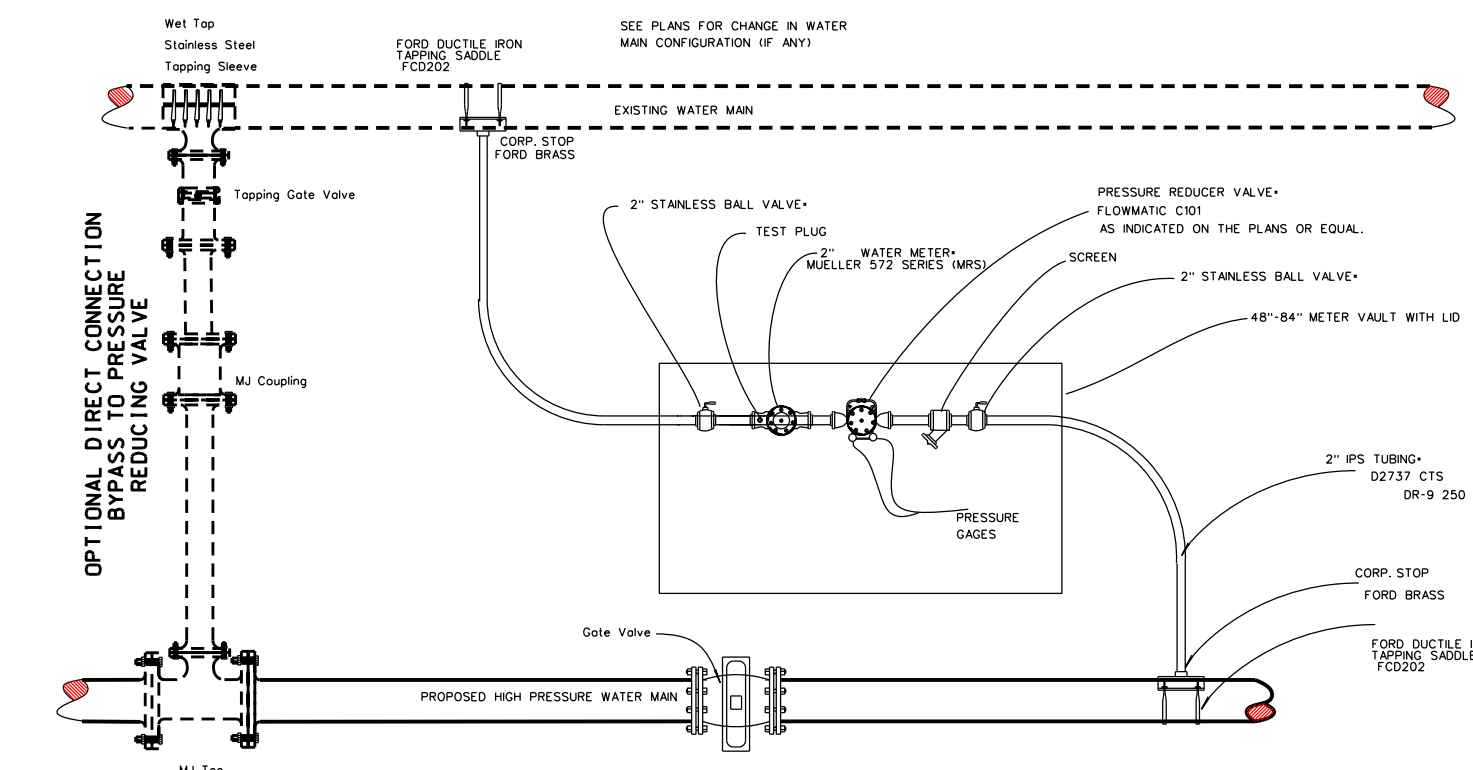 Wet Tap
Stainless Steel
Tapping Sleeve
FORD DUCTILE IRON
TAPPING SADDLE
FCD202
SEE PLANS FOR CHANGE IN WATER
MAIN CONFIGURATION (IF ANY)
EXISTING WATER MAIN
CORP. STOP
FORD BRASS
Tapping Gate Valve
2" STAINLESS BALL VALVE*
TEST PLUG
2" WATER METER*
MUELLER 572 SERIES (MRS)
PRESSURE REDUCER VALVE*
FLOWMATIC C101
AS INDICATED ON THE PLANS OR EQUAL.
SCREEN
2" STAINLESS BALL VALVE*
48"-84" METER VAULT WITH LID
OPTIONAL DIRECT CONNECTION
BYPASS TO PRESSURE
REDUCING VALVE
MJ Coupling
2" IPS TUBING*
D2737 CTS
DR-9 250
PRESSURE
GAGES
CORP. STOP
FORD BRASS
Gate Valve
FORD DUCTILE I
TAPPING SADDLE
FCD202
PROPOSED HIGH PRESSURE WATER MAIN